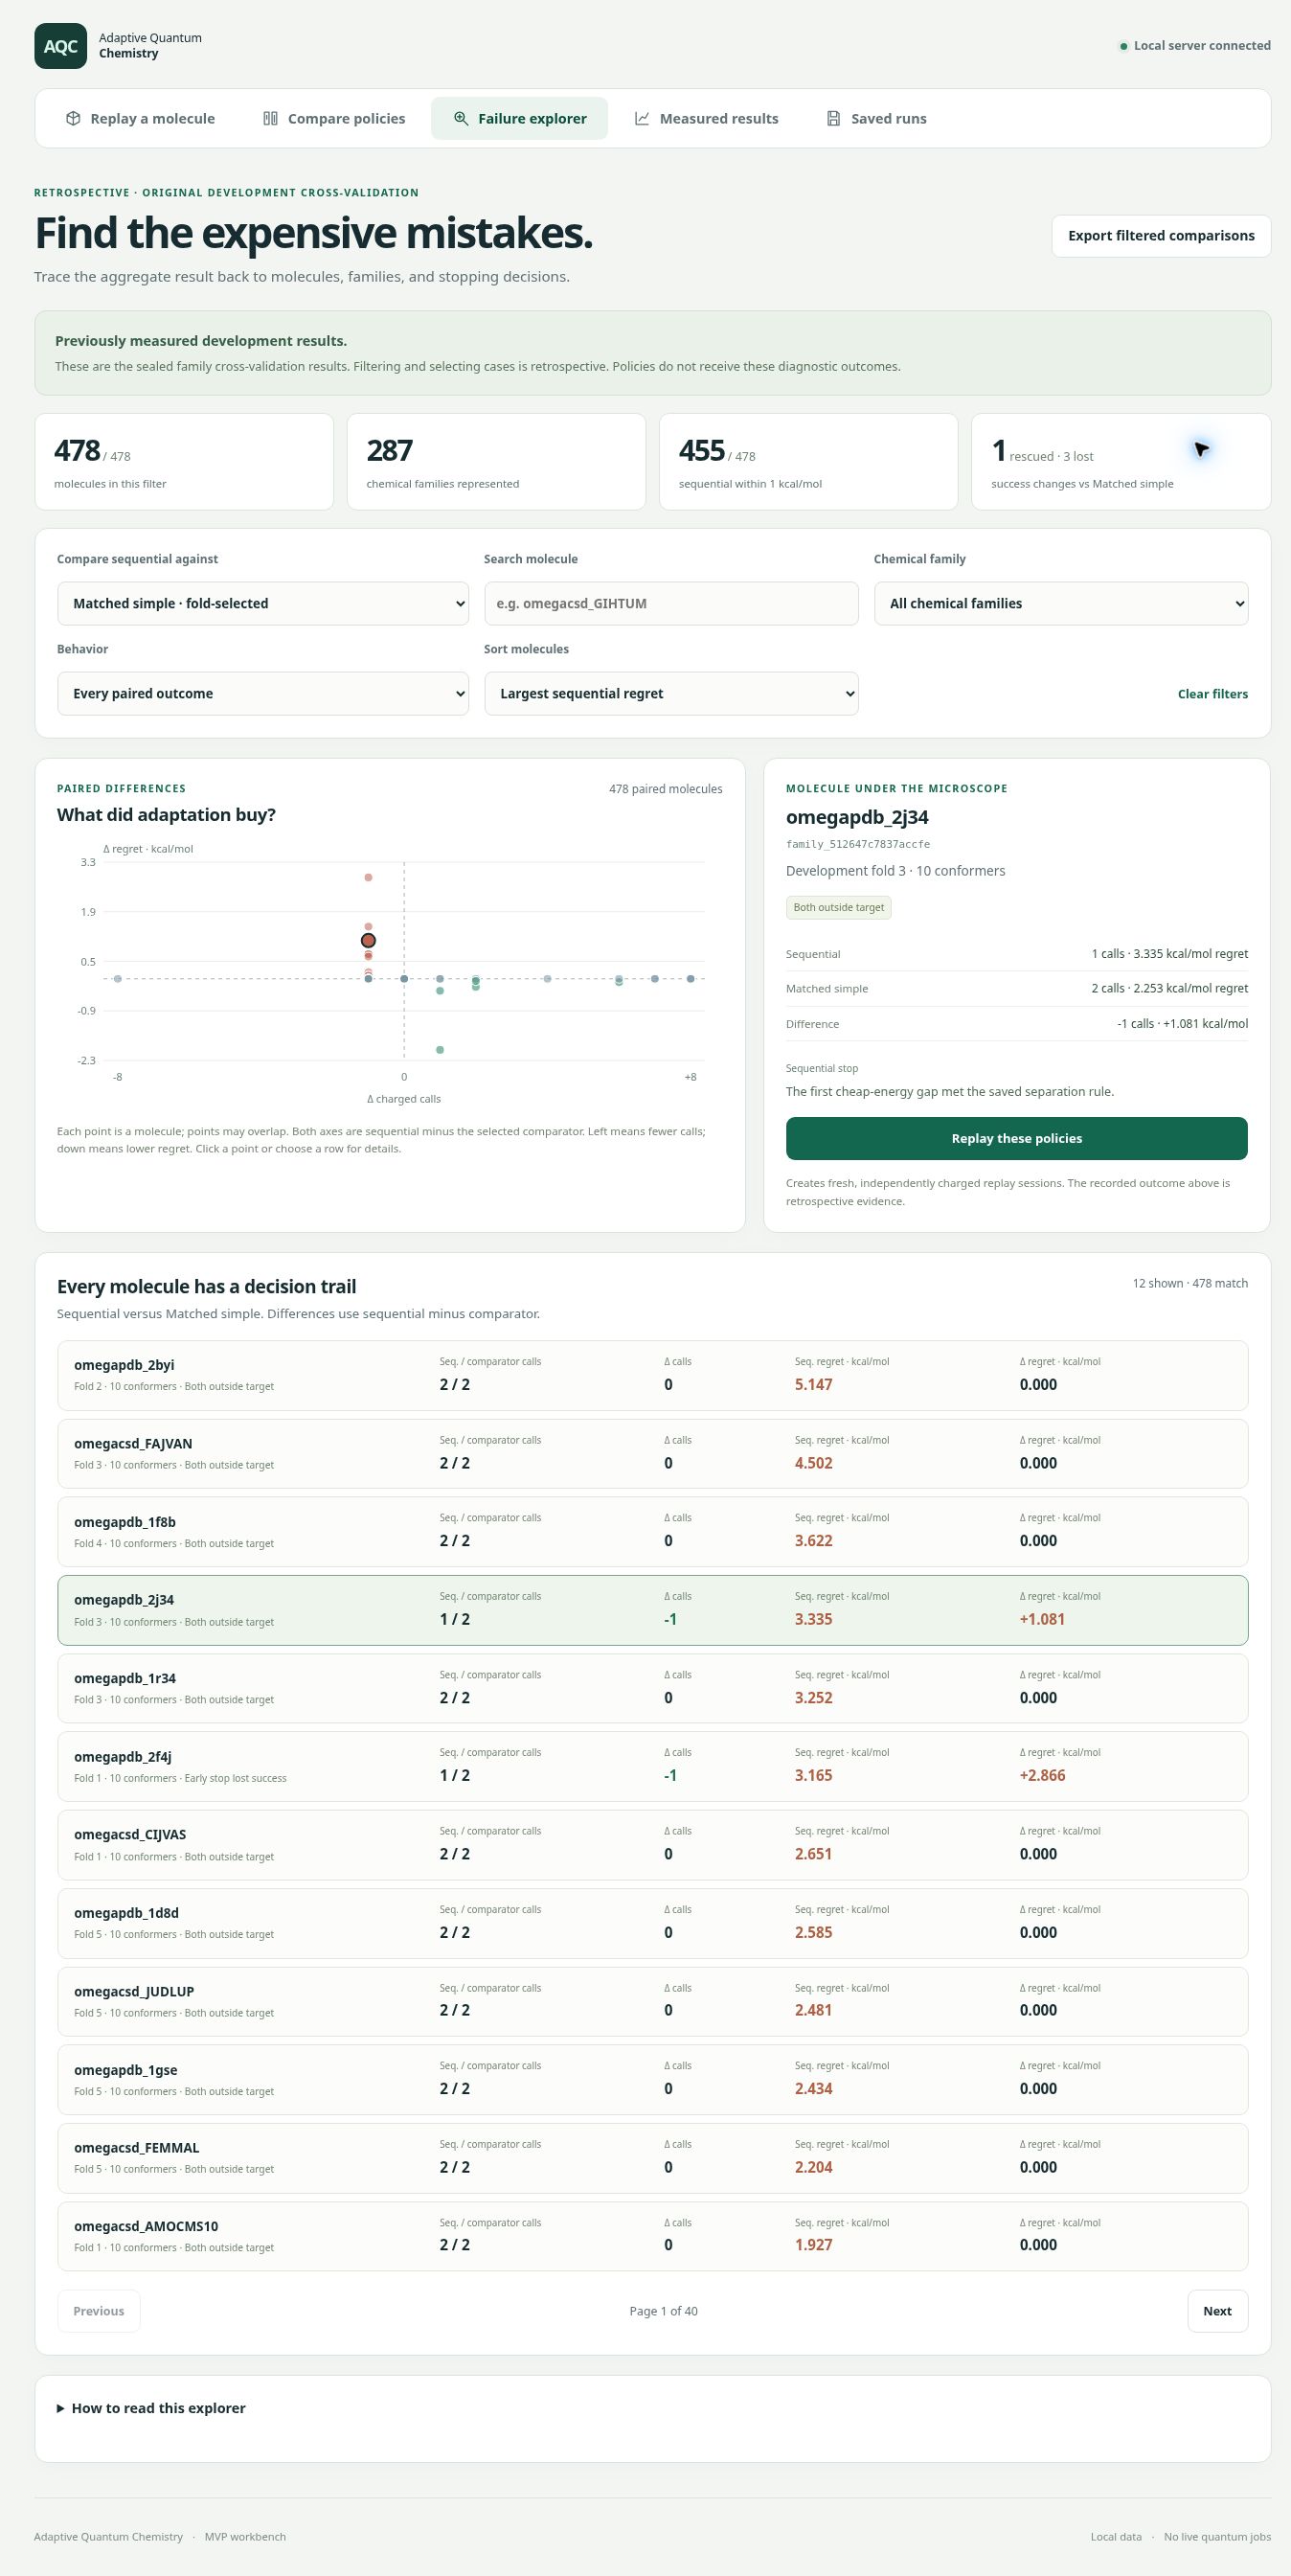 AQC
Adaptive Quantum
Chemistry
Local server connected
Replay a molecule
Compare policies
Failure explorer
Measured results
Saved runs
RETROSPECTIVE · ORIGINAL DEVELOPMENT CROSS-VALIDATION
Find the expensive mistakes.
Export filtered comparisons
Trace the aggregate result back to molecules, families, and stopping decisions.
Previously measured development results.
These are the sealed family cross-validation results. Filtering and selecting cases is retrospective. Policies do not receive these diagnostic outcomes.
478 / 478
molecules in this filter
287
chemical families represented
455 / 478
sequential within 1 kcal/mol
1 rescued · 3 lost
success changes vs Matched simple
Compare sequential against
Matched simple · fold-selected
Search molecule
e.g. omegacsd_GIHTUM
Chemical family
All chemical families
Behavior
Every paired outcome
Sort molecules
Largest sequential regret
Clear filters
PAIRED DIFFERENCES
478 paired molecules
What did adaptation buy?
Δ regret · kcal/mol
3.3
1.9
0.5
-0.9
-2.3
-8
0
+8
Δ charged calls
Each point is a molecule; points may overlap. Both axes are sequential minus the selected comparator. Left means fewer calls;
down means lower regret. Click a point or choose a row for details.
MOLECULE UNDER THE MICROSCOPE
omegapdb_2j34
family_512647c7837accfe
Development fold 3 · 10 conformers
Both outside target
Sequential
1 calls · 3.335 kcal/mol regret
Matched simple
2 calls · 2.253 kcal/mol regret
Difference
-1 calls · +1.081 kcal/mol
Sequential stop
The first cheap-energy gap met the saved separation rule.
Replay these policies
Creates fresh, independently charged replay sessions. The recorded outcome above is
retrospective evidence.
Every molecule has a decision trail
12 shown · 478 match
Sequential versus Matched simple. Differences use sequential minus comparator.
omegapdb_2byi
Fold 2 · 10 conformers · Both outside target
Seq. / comparator calls
2 / 2
Δ calls
0
Seq. regret · kcal/mol
5.147
Δ regret · kcal/mol
0.000
omegacsd_FAJVAN
Fold 3 · 10 conformers · Both outside target
Seq. / comparator calls
2 / 2
Δ calls
0
Seq. regret · kcal/mol
4.502
Δ regret · kcal/mol
0.000
omegapdb_1f8b
Fold 4 · 10 conformers · Both outside target
Seq. / comparator calls
2 / 2
Δ calls
0
Seq. regret · kcal/mol
3.622
Δ regret · kcal/mol
0.000
omegapdb_2j34
Fold 3 · 10 conformers · Both outside target
Seq. / comparator calls
1 / 2
Δ calls
-1
Seq. regret · kcal/mol
3.335
Δ regret · kcal/mol
+1.081
omegapdb_1r34
Fold 3 · 10 conformers · Both outside target
Seq. / comparator calls
2 / 2
Δ calls
0
Seq. regret · kcal/mol
3.252
Δ regret · kcal/mol
0.000
omegapdb_2f4j
Fold 1 · 10 conformers · Early stop lost success
Seq. / comparator calls
1 / 2
Δ calls
-1
Seq. regret · kcal/mol
3.165
Δ regret · kcal/mol
+2.866
omegacsd_CIJVAS
Fold 1 · 10 conformers · Both outside target
Seq. / comparator calls
2 / 2
Δ calls
0
Seq. regret · kcal/mol
2.651
Δ regret · kcal/mol
0.000
omegapdb_1d8d
Fold 5 · 10 conformers · Both outside target
Seq. / comparator calls
2 / 2
Δ calls
0
Seq. regret · kcal/mol
2.585
Δ regret · kcal/mol
0.000
omegacsd_JUDLUP
Fold 5 · 10 conformers · Both outside target
Seq. / comparator calls
2 / 2
Δ calls
0
Seq. regret · kcal/mol
2.481
Δ regret · kcal/mol
0.000
omegapdb_1gse
Fold 5 · 10 conformers · Both outside target
Seq. / comparator calls
2 / 2
Δ calls
0
Seq. regret · kcal/mol
2.434
Δ regret · kcal/mol
0.000
omegacsd_FEMMAL
Fold 5 · 10 conformers · Both outside target
Seq. / comparator calls
2 / 2
Δ calls
0
Seq. regret · kcal/mol
2.204
Δ regret · kcal/mol
0.000
omegacsd_AMOCMS10
Fold 1 · 10 conformers · Both outside target
Seq. / comparator calls
2 / 2
Δ calls
0
Seq. regret · kcal/mol
1.927
Δ regret · kcal/mol
0.000
Previous
Page 1 of 40
Next
How to read this explorer
Adaptive Quantum Chemistry · MVP workbench
Local data · No live quantum jobs